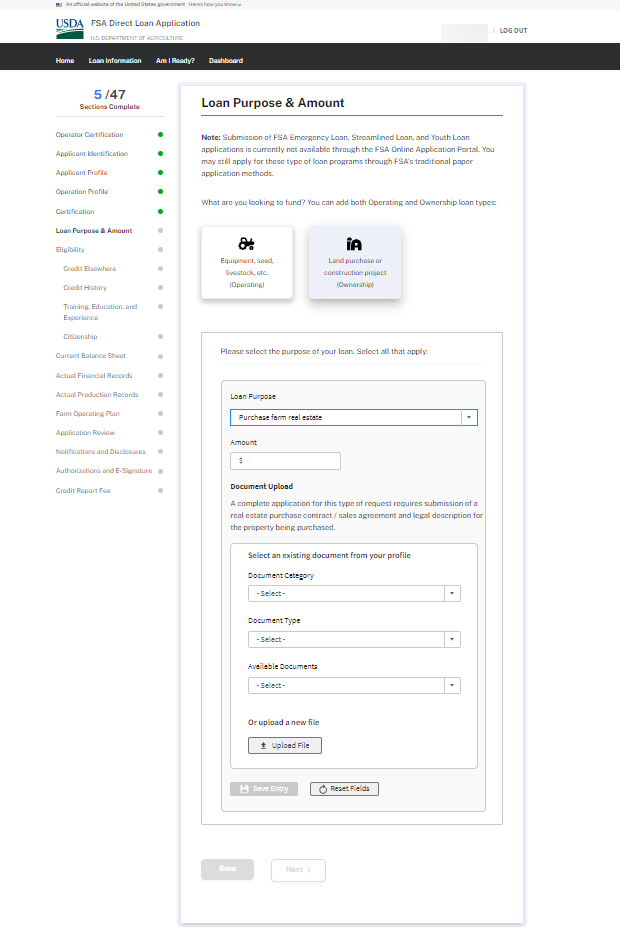 An official website of the United States government Here's how you know
USDA
FSA Direct Loan Application
U.S. DEPARTMENT OF AGRICULTURE
LOG OUT
Home Loan Information Am I Ready? Dashboard
5 /47
Sections Complete
Operator Certification
Applicant Identification
Applicant Profile
Operation Profile
Certification
Loan Purpose & Amount
Eligibility
Credit Elsewhere
Credit History
Training, Education, and
Experience
Citizenship
Current Balance Sheet
Actual Financial Records
Actual Production Records
Farm Operating Plan
Application Review
Notifications and Disclosures
Authorizations and E-Signature
Credit Report Fee
Loan Purpose & Amount
Note: Submission of FSA Emergency Loan, Streamlined Loan, and Youth Loan
applications is currently not available through the FSA Online Application Portal. You
may still apply for these type of loan programs through FSA's traditional paper
application methods.
What are you looking to fund? You can add both Operating and Ownership loan types:
Equipment, seed,
livestock, etc.
(Operating)
Land purchase or
construction project
(Ownership)
Please select the purpose of your loan. Select all that apply:
Loan Purpose
Purchase farm real estate
Amount
$
Document Upload
A complete application for this type of request requires submission of a
real estate purchase contract / sales agreement and legal description for
the property being purchased.
Select an existing document from your profile
Document Category
- Select -
Document Type
- Select -
Available Documents
- Select -
Or upload a new file
Upload File
Save Entry Reset Fields
Save Next